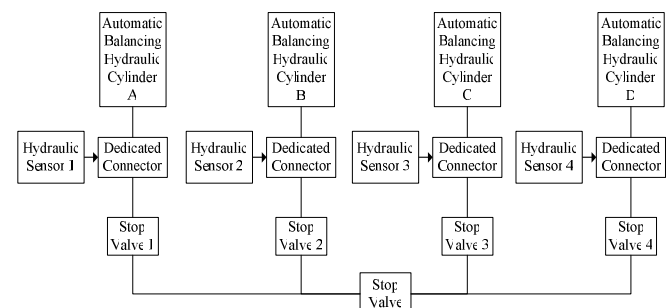 Automatic
Balancing
Hydraulic
Cylinder
A
Automatic
Balancing
Hydraulic
Cylinder
B
Automatic
Balancing
Hydraulic
Cylinder
C
Automatic
Balancing
Hydraulic
Cylinder
D
Hydraulic
Sensor 1
Dedicated
Connector
Hydraulic
Sensor 2
Dedicated
Connector
Hydraulic
Sensor 3
Dedicated
Connector
Hydraulic
Sensor 4
Dedicated
Connector
Stop
Valve 1
Stop
Valve 2
Stop
Valve 3
Stop
Valve 4
Stop
Valve